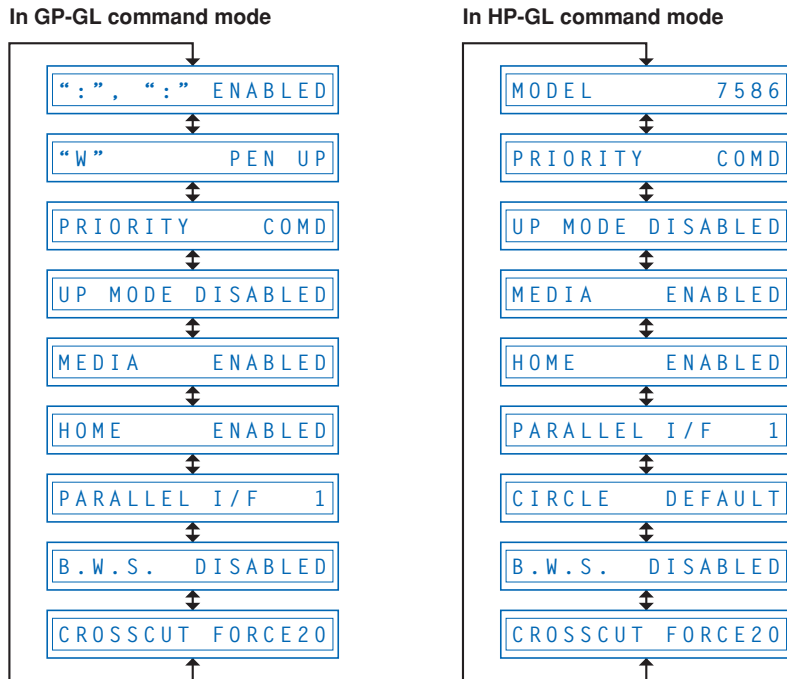 In GP-GL command mode
“:”, “:” ENABLED
“W” PEN UP
PRIORITY COMD
UP MODE DISABLED
MEDIA ENABLED
HOME ENABLED
PARALLEL I/F 1
B.W.S. DISABLED
CROSSCUT FORCE20
In HP-GL command mode
MODEL 7586
PRIORITY COMD
UP MODE DISABLED
MEDIA ENABLED
HOME ENABLED
PARALLEL I/F 1
CIRCLE DEFAULT
B.W.S. DISABLED
CROSSCUT FORCE20